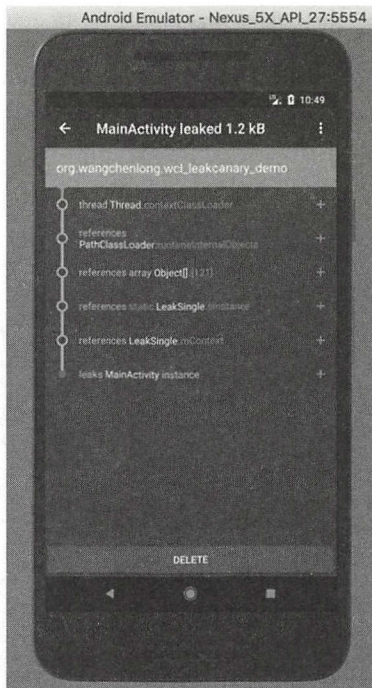 Android Emulator - Nexus_5X_API_27:5554
10:49
MainActivity leaked 1.2 kB
org.wangchenlong.wcl_leakcanary_demo
thread Thread.contextClassLoader
references
PathClassLoader.runtimeInternalObjects
references array Object[].[121]
references static LeakSingle.sInstance
references LeakSingle.mContext
leaks MainActivity instance
DELETE